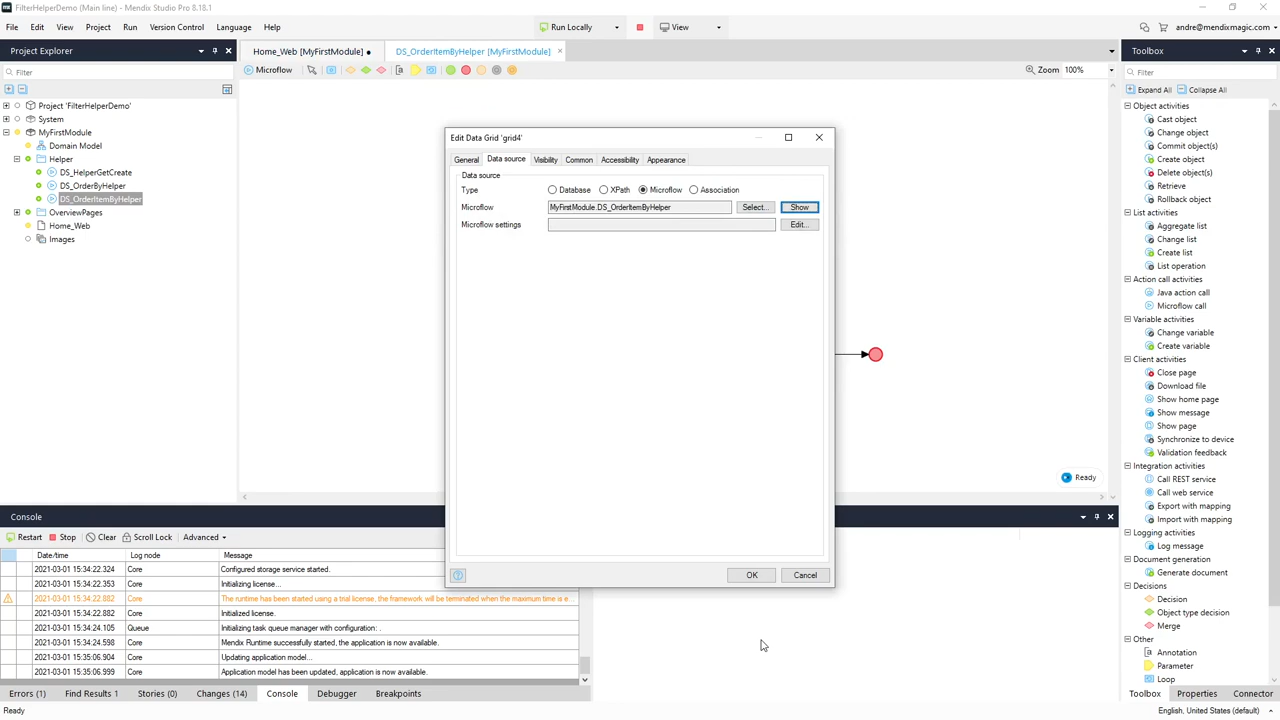 FilterHelperDemo (Main line) - Mendix Studio Pro 8.18.1
File Edit View Project Run Version Control Language Help
Run Locally View andre@mendixmagic.com
Project Explorer
Filter
Project 'FilterHelperDemo'
System
MyFirstModule
Domain Model
Helper
DS_HelperGetCreate
DS_OrderByHelper
DS_OrderItemByHelper
OverviewPages
Home_Web
Images
Home_Web [MyFirstModule]
DS_OrderItemByHelper [MyFirstModule]
Microflow
Zoom 100%
Edit Data Grid 'grid4'
General Data source Visibility Common Accessibility Appearance
Data source
Type Database XPath Microflow Association
Microflow MyFirstModule.DS_OrderItemByHelper Select... Show
Microflow settings Edit...
OK Cancel
Ready
Toolbox
Filter
Expand All Collapse All
Object activities
Cast object
Change object
Commit object(s)
Create object
Delete object(s)
Retrieve
Rollback object
List activities
Aggregate list
Change list
Create list
List operation
Action call activities
Java action call
Microflow call
Variable activities
Change variable
Create variable
Client activities
Close page
Download file
Show home page
Show message
Show page
Synchronize to device
Validation feedback
Integration activities
Call REST service
Call web service
Export with mapping
Import with mapping
Logging activities
Log message
Document generation
Generate document
Decisions
Decision
Object type decision
Merge
Other
Annotation
Parameter
Loop
Toolbox Properties Connector
Console
Restart Stop Clear Scroll Lock Advanced
Date/time Log node Message
2021-03-01 15:34:22.324 Core Configured storage service started.
2021-03-01 15:34:22.353 Core Initializing license...
2021-03-01 15:34:22.882 Core The runtime has been started using a trial license, the framework will be terminated when the maximum time is e...
2021-03-01 15:34:22.882 Core Initialized license.
2021-03-01 15:34:24.105 Queue Initializing task queue manager with configuration: .
2021-03-01 15:34:24.598 Core Mendix Runtime successfully started, the application is now available.
2021-03-01 15:35:06.904 Core Updating application model...
2021-03-01 15:35:06.999 Core Application model has been updated, application is now available.
Errors (1) Find Results 1 Stories (0) Changes (14) Console Debugger Breakpoints
Ready English, United States (default)